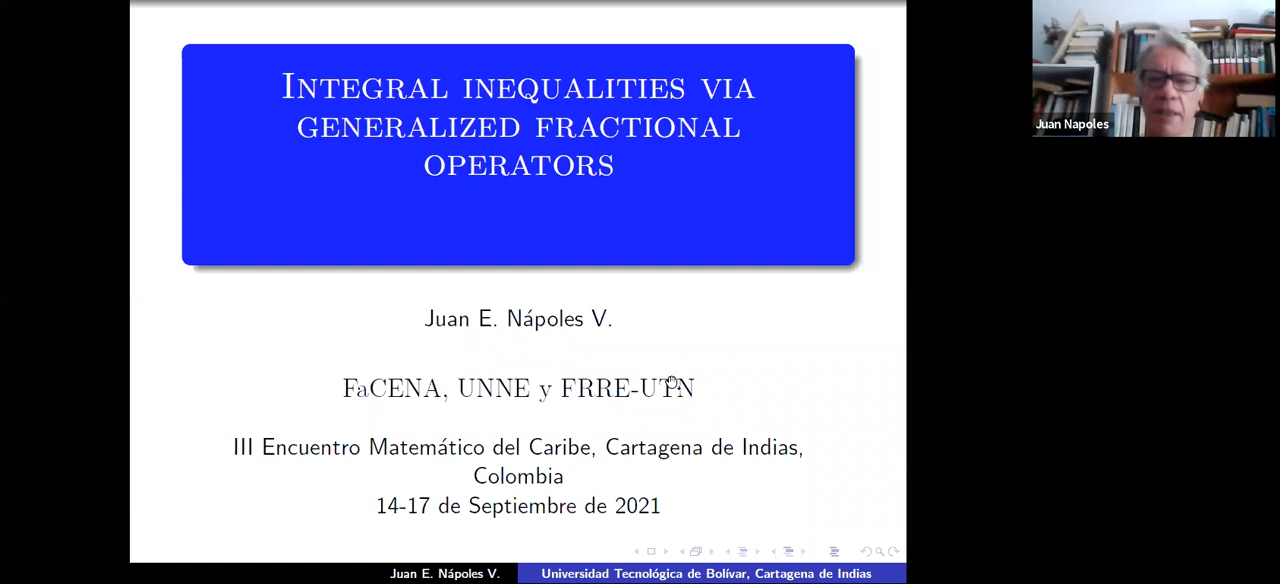 INTEGRAL INEQUALITIES VIA
GENERALIZED FRACTIONAL
OPERATORS
Juan E. Nápoles V.
FaCENA, UNNE y FRRE-UTN
III Encuentro Matemático del Caribe, Cartagena de Indias,
Colombia
14-17 de Septiembre de 2021
Juan E. Nápoles V.
Universidad Tecnológica de Bolívar, Cartagena de Indias
Juan Napoles